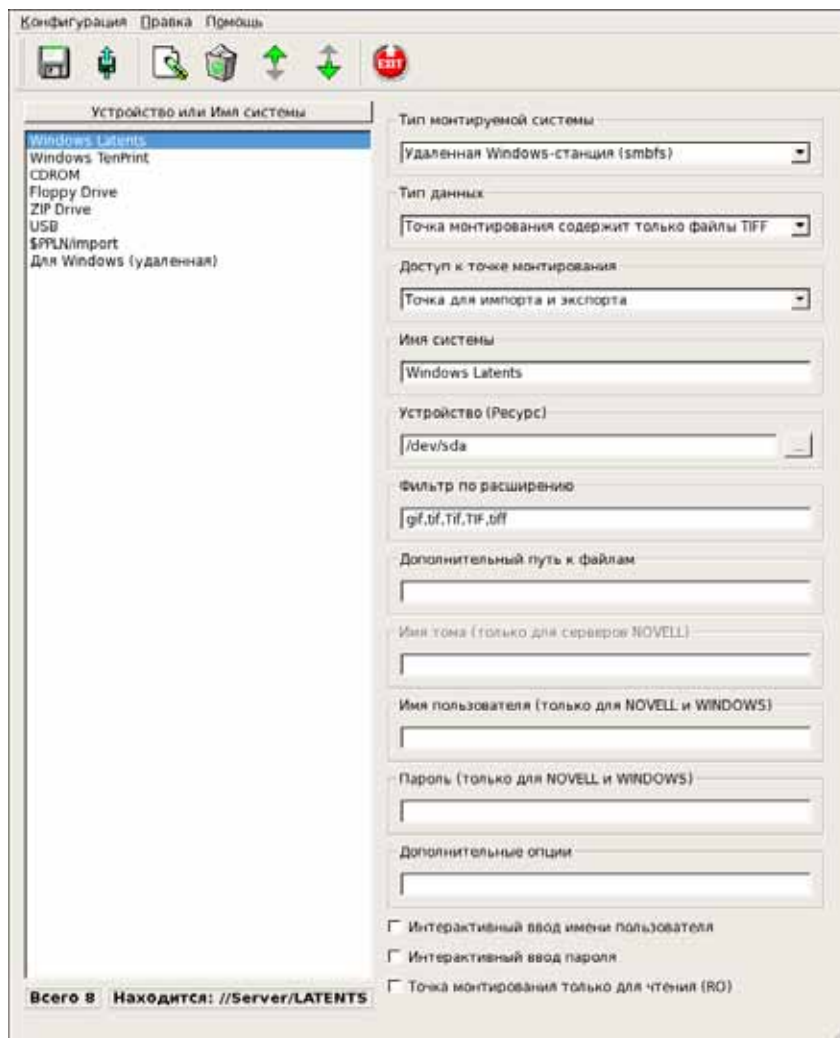 Конфигурация Правка Помощь
EXIT
Устройство или Имя системы
Windows Latents
Windows TenPrint
CDROM
Floppy Drive
ZIP Drive
USB
$PPLN/import
Для Windows (удаленная)
Всего 8 Находится: //Server/LATENTS
Тип монтируемой системы
Удаленная Windows-станция (smbfs)
Тип данных
Точка монтирования содержит только файлы TIFF
Доступ к точке монтирования
Точка для импорта и экспорта
Имя системы
Windows Latents
Устройство (Ресурс)
/dev/sda
...
Фильтр по расширению
gif,tif,Tif,TIF,tiff
Дополнительный путь к файлам
Имя тома (только для серверов NOVELL)
Имя пользователя (только для NOVELL и WINDOWS)
Пароль (только для NOVELL и WINDOWS)
Дополнительные опции
Интерактивный ввод имени пользователя
Интерактивный ввод пароля
Точка монтирования только для чтения (RO)